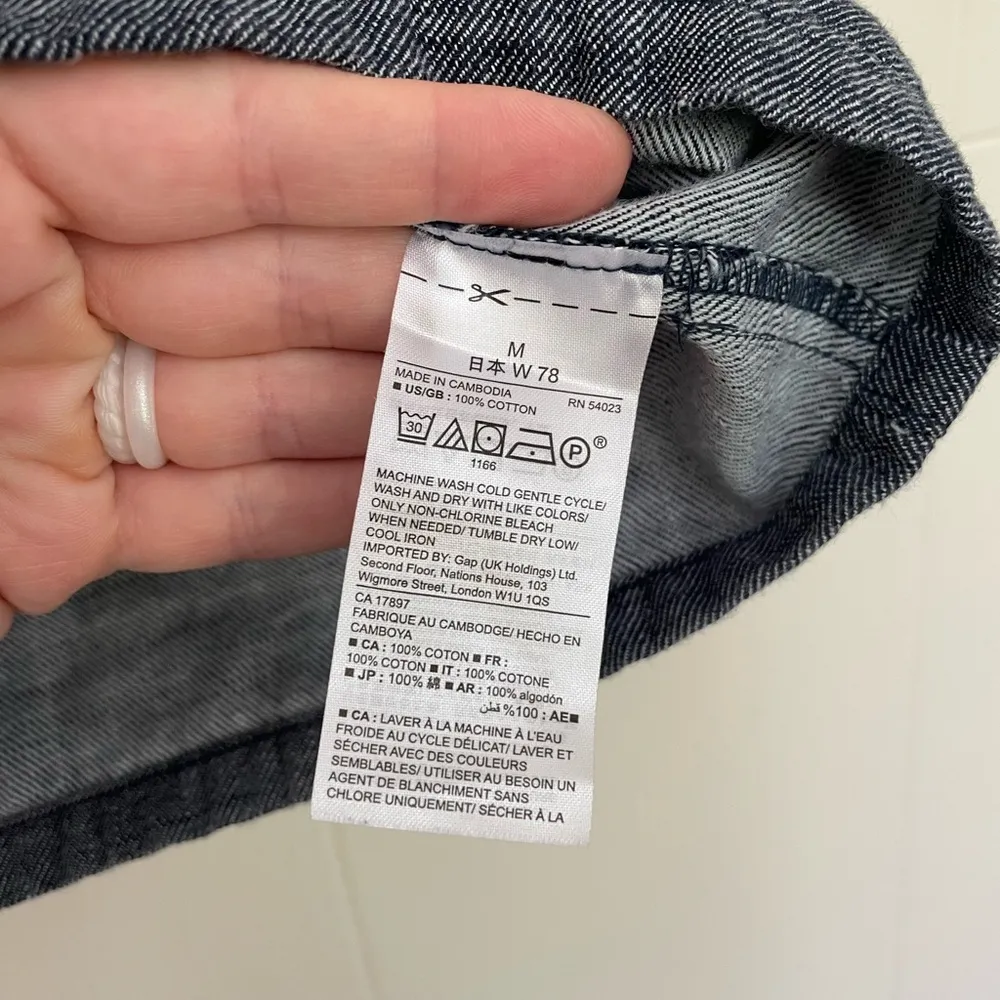 M
日本 W 78
MADE IN CAMBODIA RN 54023
■ US/GB : 100% COTTON
30 P ®
1166
MACHINE WASH COLD GENTLE CYCLE/
WASH AND DRY WITH LIKE COLORS/
ONLY NON-CHLORINE BLEACH
WHEN NEEDED/ TUMBLE DRY LOW/
COOL IRON
IMPORTED BY: Gap (UK Holdings) Ltd.
Second Floor, Nations House, 103
Wigmore Street, London W1U 1QS
CA 17897
FABRIQUE AU CAMBODGE/ HECHO EN
CAMBOYA
■ CA : 100% COTON ■ FR :
100% COTON ■ IT : 100% COTONE
■ JP : 100% 綿 ■ AR : 100% algodón
■AE : 100% قطن
■ CA : LAVER À LA MACHINE À L'EAU
FROIDE AU CYCLE DÉLICAT/ LAVER ET
SÉCHER AVEC DES COULEURS
SEMBLABLES/ UTILISER AU BESOIN UN
AGENT DE BLANCHIMENT SANS
CHLORE UNIQUEMENT/ SÉCHER À LA